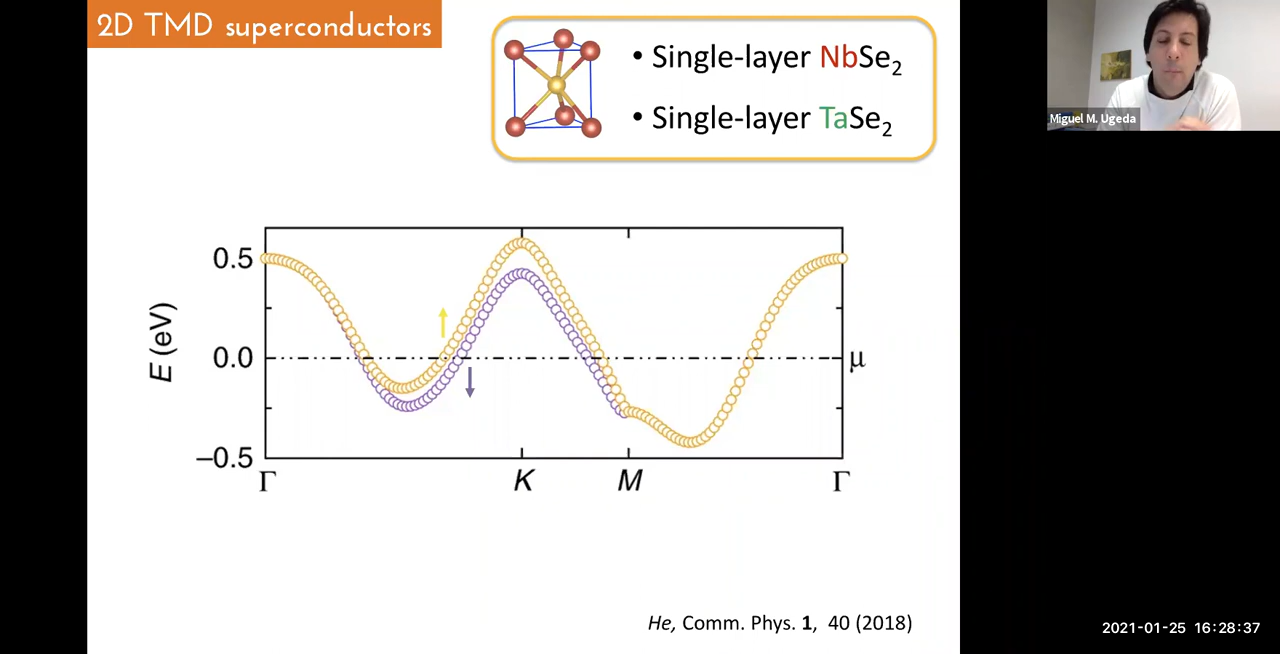 2D TMD superconductors
• Single-layer NbSe₂
• Single-layer TaSe₂
Miguel M. Ugeda
0.5
0.0
–0.5
E (eV)
μ
Γ K M Γ
He, Comm. Phys. 1, 40 (2018)
2021-01-25 16:28:37